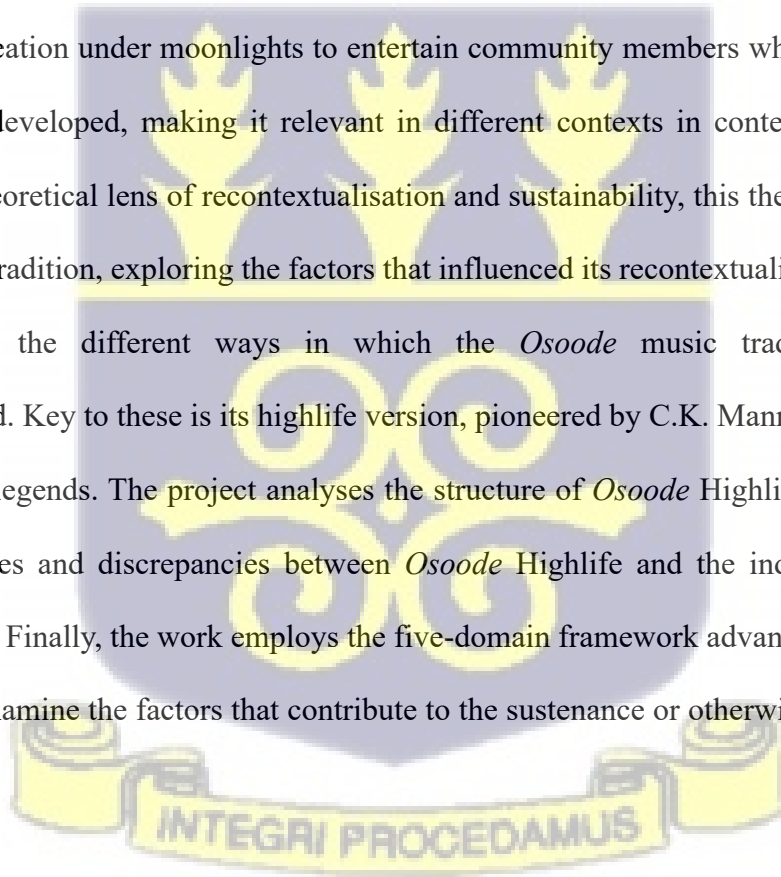 eation under moonlights to entertain community members wh
developed, making it relevant in different contexts in conte
eoretical lens of recontextualisation and sustainability, this the
radition, exploring the factors that influenced its recontextuali
the different ways in which the Osoode music trad
d. Key to these is its highlife version, pioneered by C.K. Mann
legends. The project analyses the structure of Osoode Highli
es and discrepancies between Osoode Highlife and the ind
. Finally, the work employs the five-domain framework advan
xamine the factors that contribute to the sustenance or otherwi
INTEGRI PROCEDAMUS